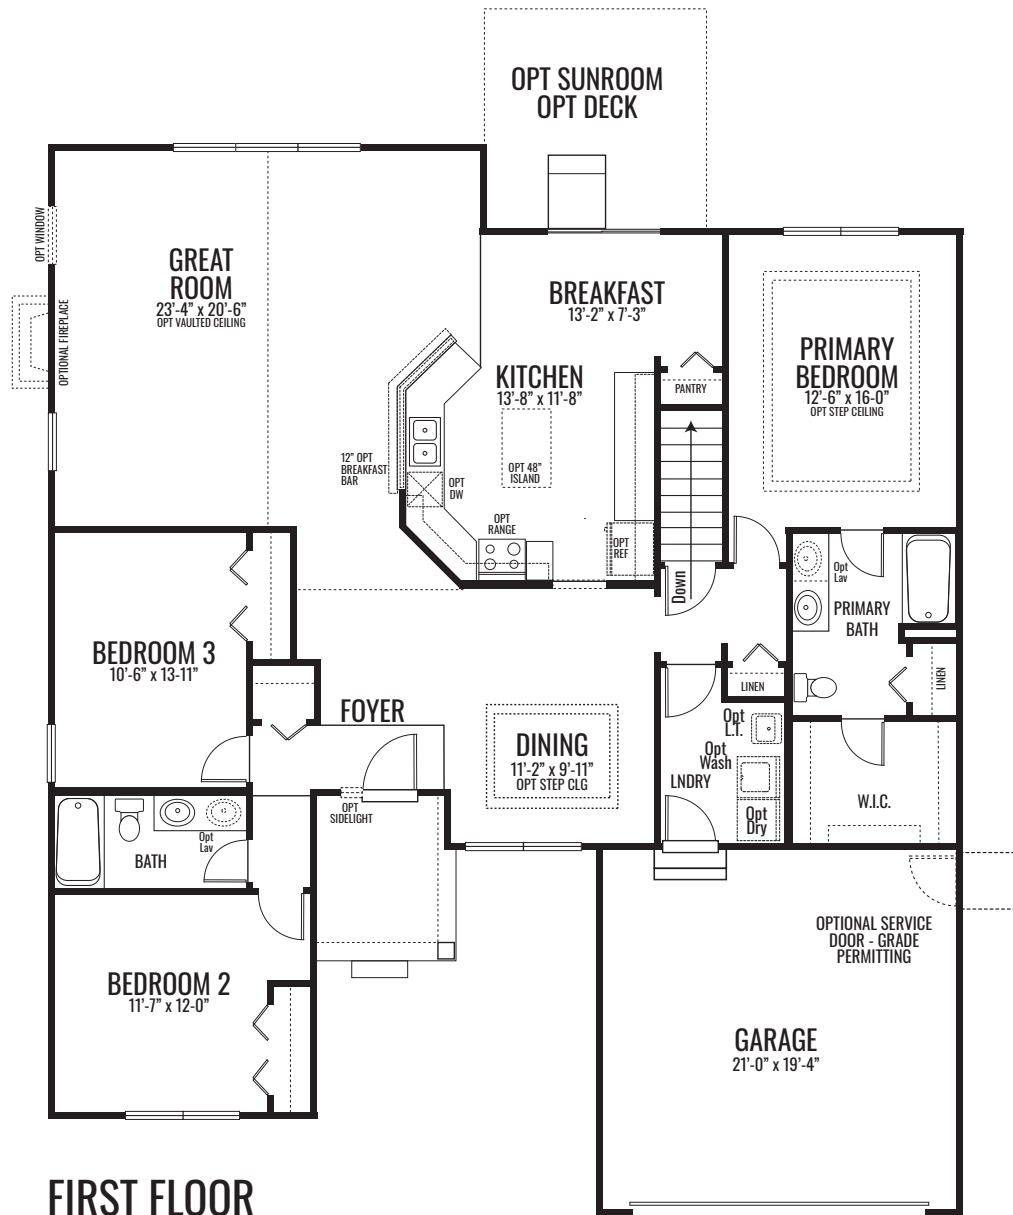 OPT SUNROOM
OPT DECK
OPT WINDOW
GREAT
ROOM
23'-4" x 20'-6"
OPT VAULTED CEILING
OPTIONAL FIREPLACE
BREAKFAST
13'-2" x 7'-3"
KITCHEN
13'-8" x 11'-8"
PANTRY
PRIMARY
BEDROOM
12'-6" x 16-0"
OPT STEP CEILING
12" OPT
BREAKFAST
BAR
OPT
DW
OPT 48"
ISLAND
OPT
RANGE
OPT
REF
Down
Opt
Lav
PRIMARY
BATH
LINEN
LINEN
BEDROOM 3
10'-6" x 13-11"
FOYER
DINING
11'-2" x 9'-11"
OPT STEP CLG
Opt
L.T.
Opt
Wash
LNDRY
Opt
Dry
W.I.C.
OPT
SIDELIGHT
Opt
Lav
BATH
BEDROOM 2
11'-7" x 12-0"
OPTIONAL SERVICE
DOOR - GRADE
PERMITTING
GARAGE
21'-0" x 19'-4"
FIRST FLOOR